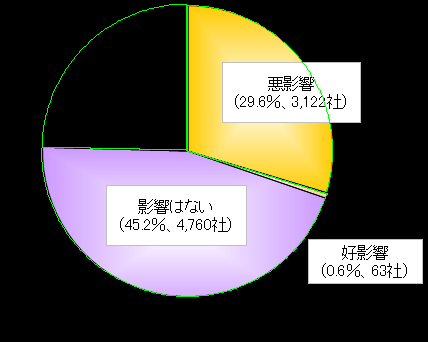 悪影響
（29.6％、3,122社）
影響はない
（45.2％、4,760社）
好影響
（0.6％、63社）